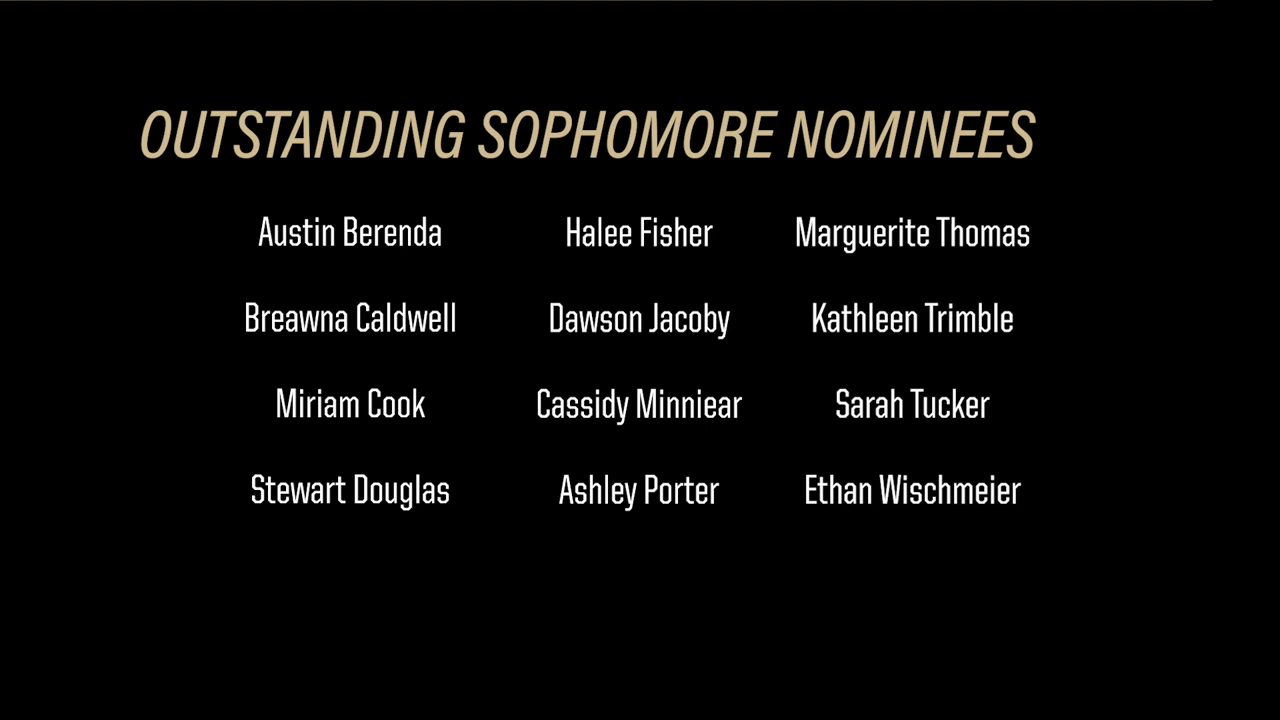 OUTSTANDING SOPHOMORE NOMINEES
Austin Berenda
Halee Fisher
Marguerite Thomas
Breawna Caldwell
Dawson Jacoby
Kathleen Trimble
Miriam Cook
Cassidy Minniear
Sarah Tucker
Stewart Douglas
Ashley Porter
Ethan Wischmeier